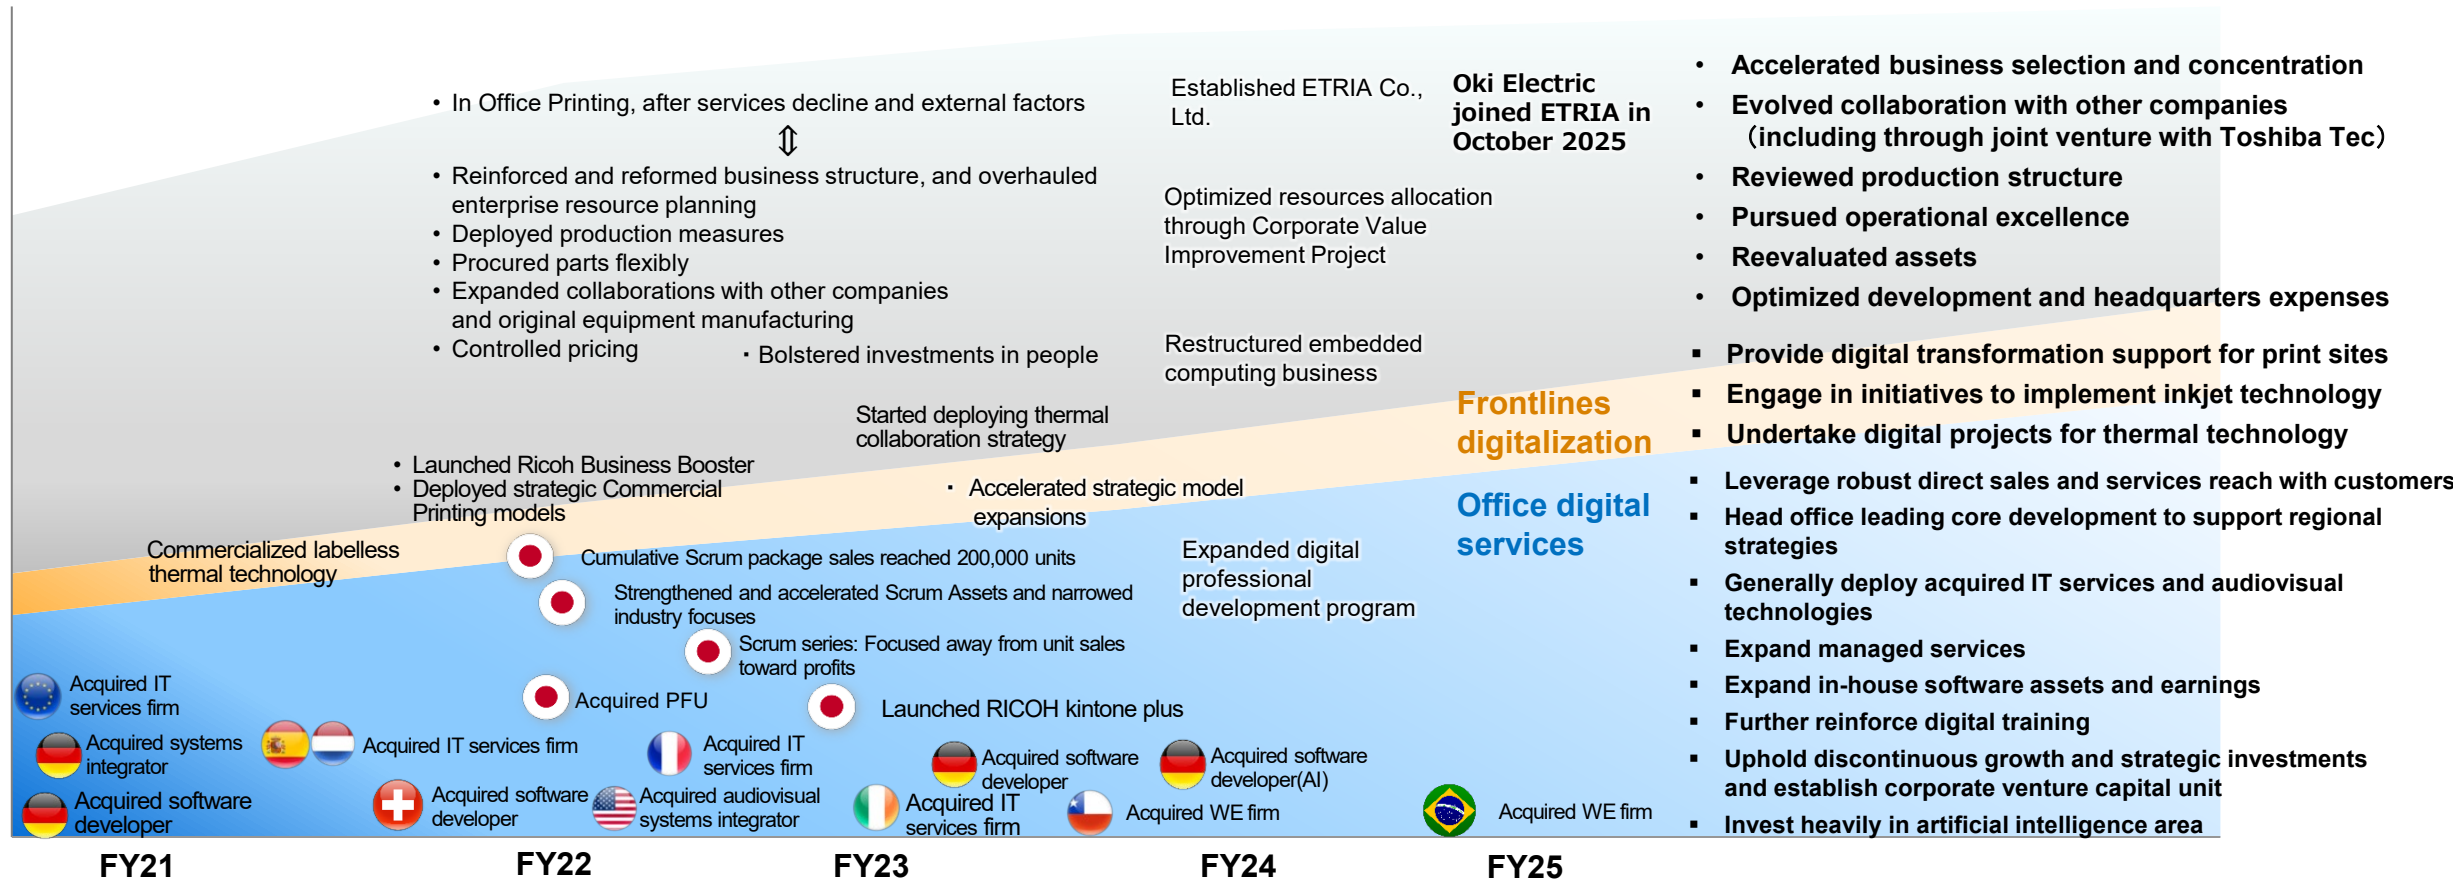 • In Office Printing, after services decline and external factors
⇕
• Reinforced and reformed business structure, and overhauled
enterprise resource planning
• Deployed production measures
• Procured parts flexibly
• Expanded collaborations with other companies
and original equipment manufacturing
• Controlled pricing
・Bolstered investments in people
Established ETRIA Co.,
Ltd.
Oki Electric
joined ETRIA in
October 2025
Optimized resources allocation
through Corporate Value
Improvement Project
Restructured embedded
computing business
• Accelerated business selection and concentration
• Evolved collaboration with other companies
（including through joint venture with Toshiba Tec）
• Reviewed production structure
• Pursued operational excellence
• Reevaluated assets
• Optimized development and headquarters expenses
Started deploying thermal
collaboration strategy
• Launched Ricoh Business Booster
• Deployed strategic Commercial
Printing models
・ Accelerated strategic model
expansions
Commercialized labelless
thermal technology
Frontlines
digitalization
▪ Provide digital transformation support for print sites
▪ Engage in initiatives to implement inkjet technology
▪ Undertake digital projects for thermal technology
Cumulative Scrum package sales reached 200,000 units
Strengthened and accelerated Scrum Assets and narrowed
industry focuses
Scrum series: Focused away from unit sales
toward profits
Expanded digital
professional
development program
Office digital
services
Acquired IT
services firm
Acquired PFU
Launched RICOH kintone plus
Acquired systems
integrator
Acquired IT services firm
Acquired IT
services firm
Acquired software
developer
Acquired software
developer(AI)
Acquired software
developer
Acquired software
developer
Acquired audiovisual
systems integrator
Acquired IT
services firm
Acquired WE firm
Acquired WE firm
▪ Leverage robust direct sales and services reach with customers
▪ Head office leading core development to support regional
strategies
▪ Generally deploy acquired IT services and audiovisual
technologies
▪ Expand managed services
▪ Expand in-house software assets and earnings
▪ Further reinforce digital training
▪ Uphold discontinuous growth and strategic investments
and establish corporate venture capital unit
▪ Invest heavily in artificial intelligence area
FY21
FY22
FY23
FY24
FY25